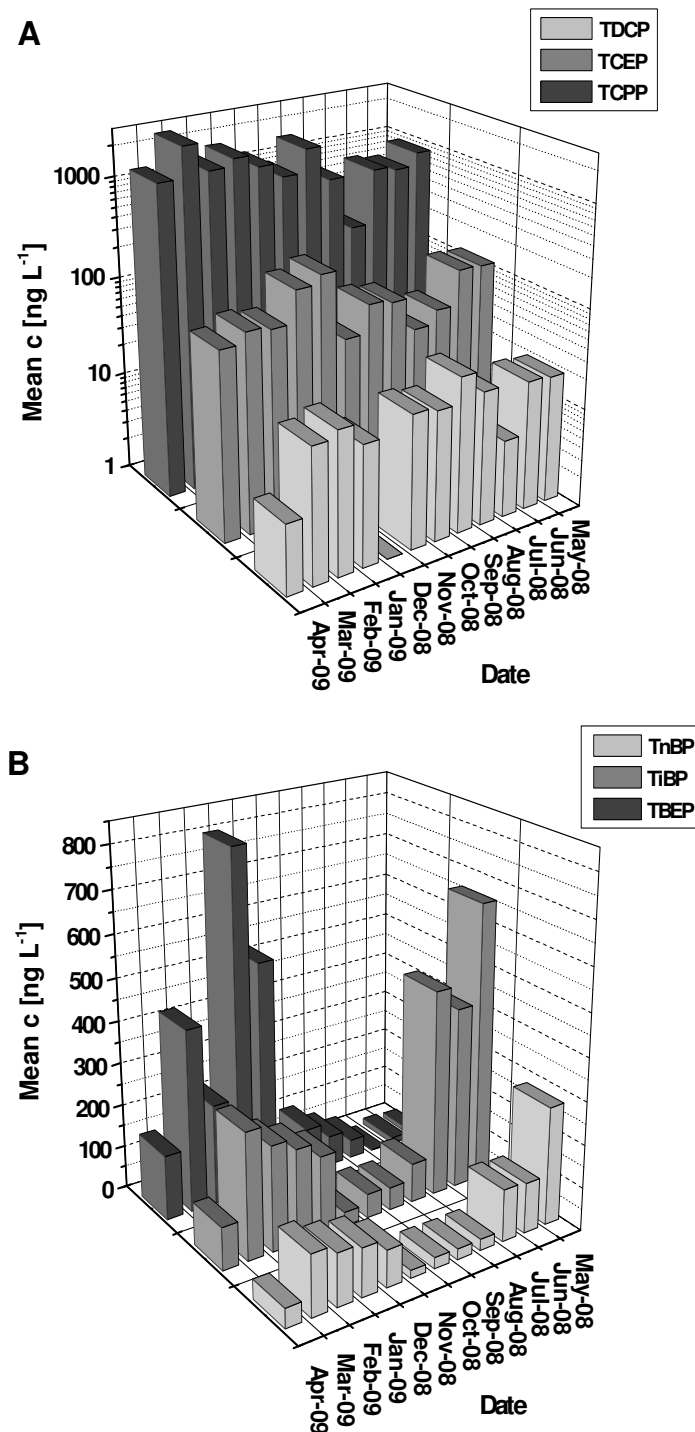 A
TDCP
TCEP
TCPP
1000
100
10
1
Mean c [ng L⁻¹]
Apr-09
Mar-09
Feb-09
Jan-09
Dec-08
Nov-08
Oct-08
Sep-08
Aug-08
Jul-08
Jun-08
May-08
Date
B
TnBP
TiBP
TBEP
800
700
600
500
400
300
200
100
0
Mean c [ng L⁻¹]
Apr-09
Mar-09
Feb-09
Jan-09
Dec-08
Nov-08
Oct-08
Sep-08
Aug-08
Jul-08
Jun-08
May-08
Date